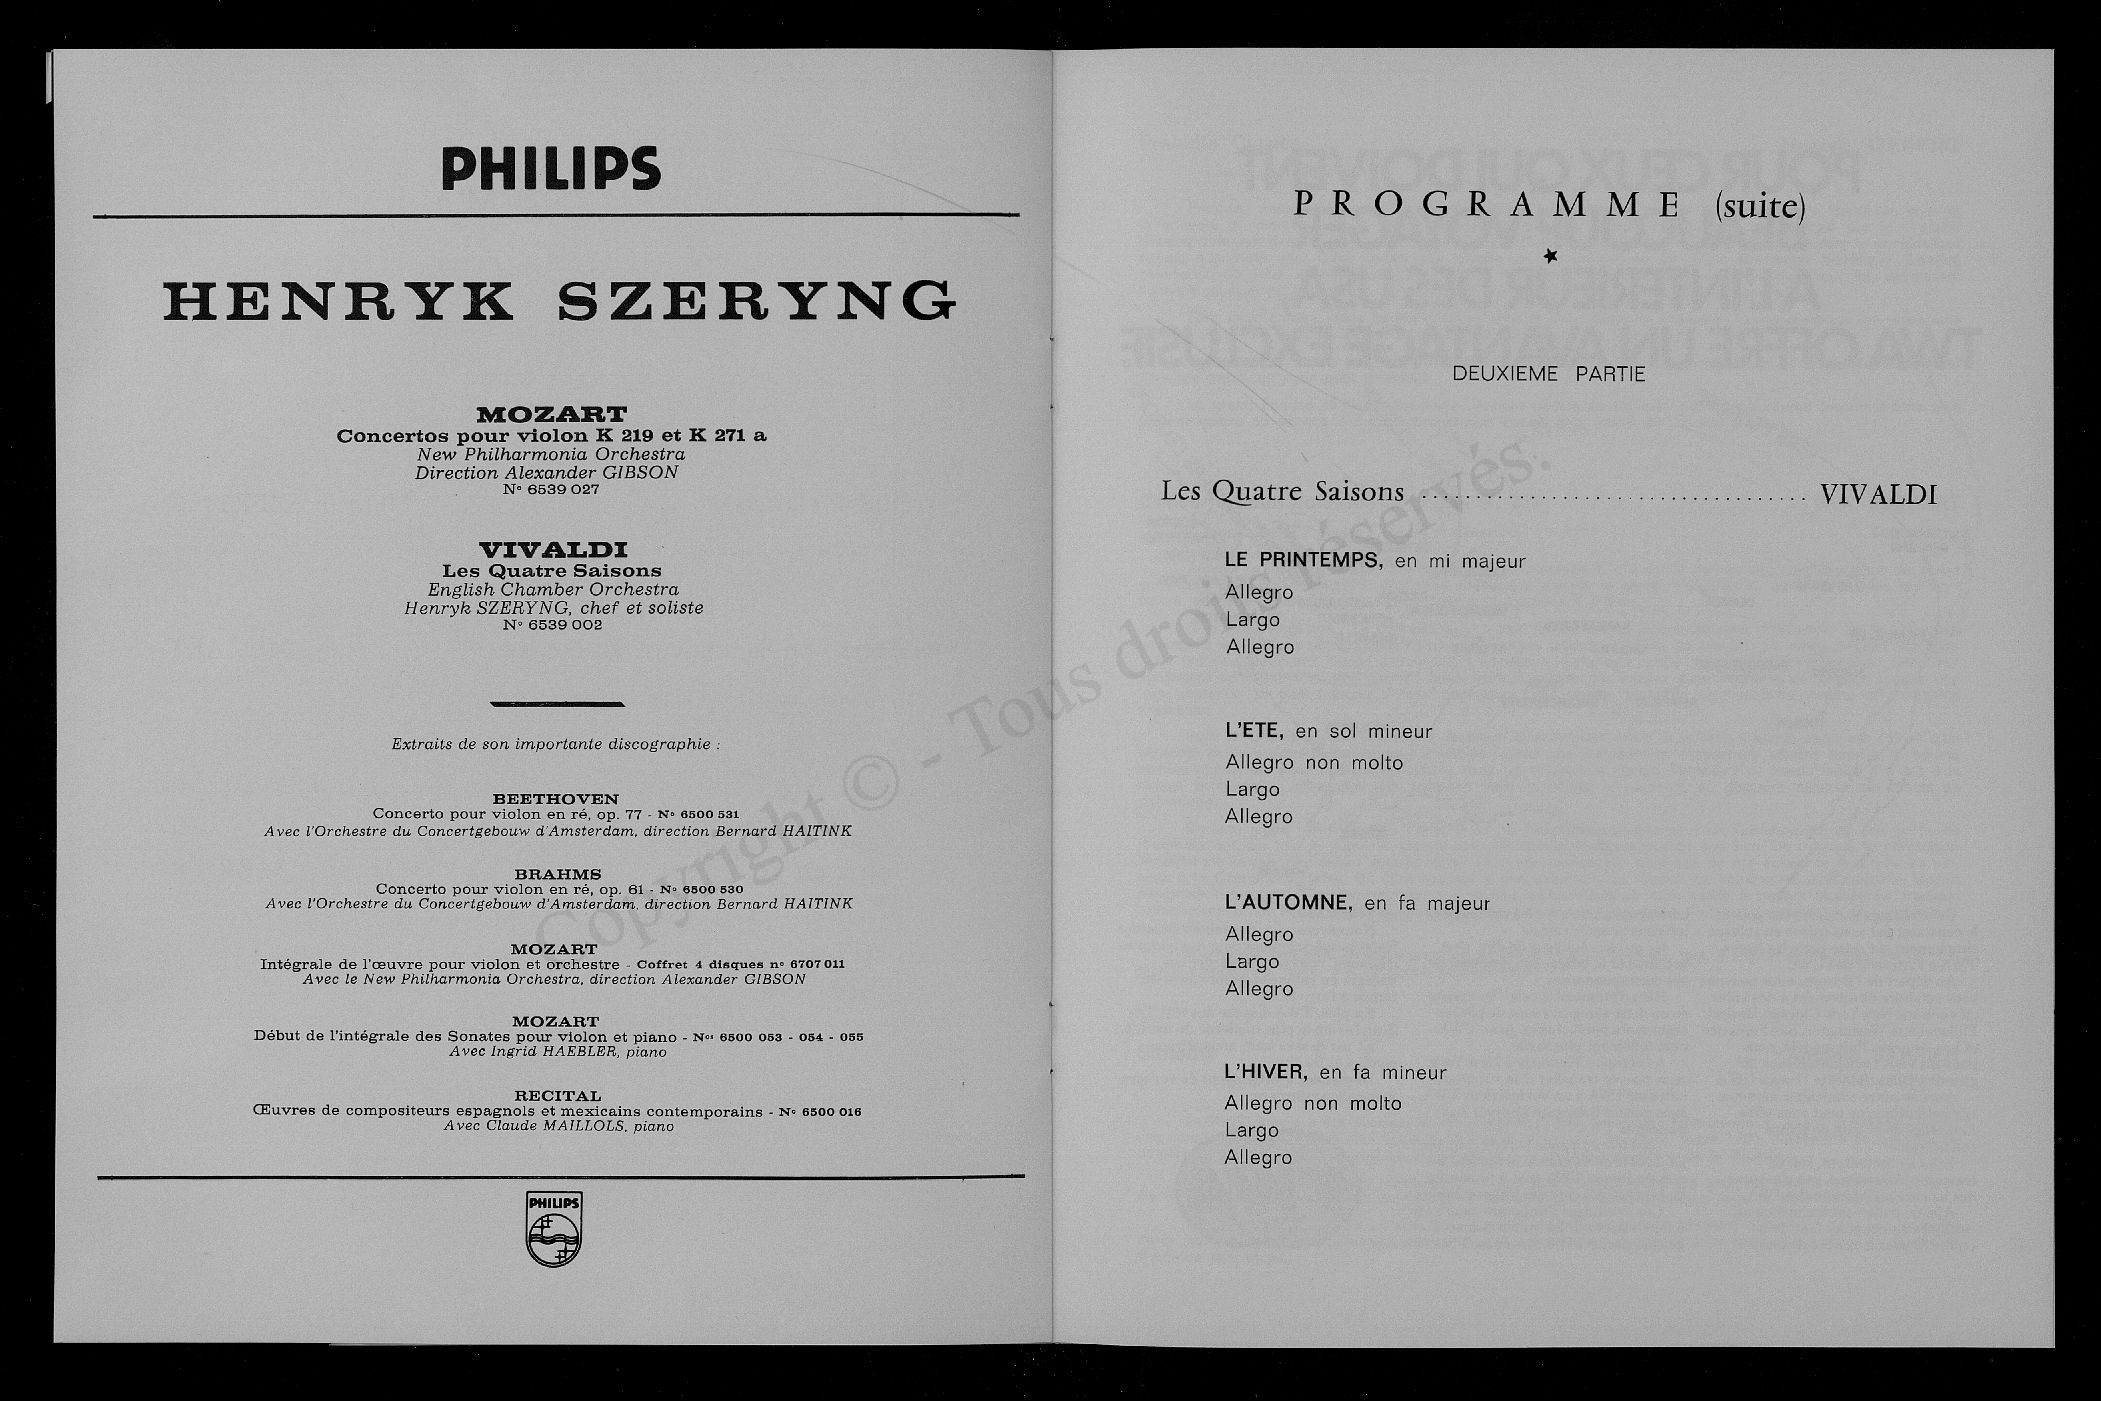 PHILIPS
HENRYK SZERYNG
MOZART
Concertos pour violon K 219 et K 271 a
New Philharmonia Orchestra
Direction Alexander GIBSON
N° 6539 027
VIVALDI
Les Quatre Saisons
English Chamber Orchestra
Henryk SZERYNG, chef et soliste
N° 6539 002
Extraits de son importante discographie :
BEETHOVEN
Concerto pour violon en ré, op. 77 - N° 6500 531
Avec l'Orchestre du Concertgebouw d'Amsterdam, direction Bernard HAITINK
BRAHMS
Concerto pour violon en ré, op. 61 - N° 6500 530
Avec l'Orchestre du Concertgebouw d'Amsterdam, direction Bernard HAITINK
MOZART
Intégrale de l'œuvre pour violon et orchestre - Coffret 4 disques n° 6707 011
Avec le New Philharmonia Orchestra, direction Alexander GIBSON
MOZART
Début de l'intégrale des Sonates pour violon et piano - Nos 6500 053 - 054 - 055
Avec Ingrid HAEBLER, piano
RECITAL
Œuvres de compositeurs espagnols et mexicains contemporains - N° 6500 016
Avec Claude MAILLOLS, piano
PHILIPS
PROGRAMME (suite)
DEUXIEME PARTIE
Les Quatre Saisons .................................... VIVALDI
LE PRINTEMPS, en mi majeur
Allegro
Largo
Allegro
L'ETE, en sol mineur
Allegro non molto
Largo
Allegro
L'AUTOMNE, en fa majeur
Allegro
Largo
Allegro
L'HIVER, en fa mineur
Allegro non molto
Largo
Allegro
Copyright © - Tous droits réservés.